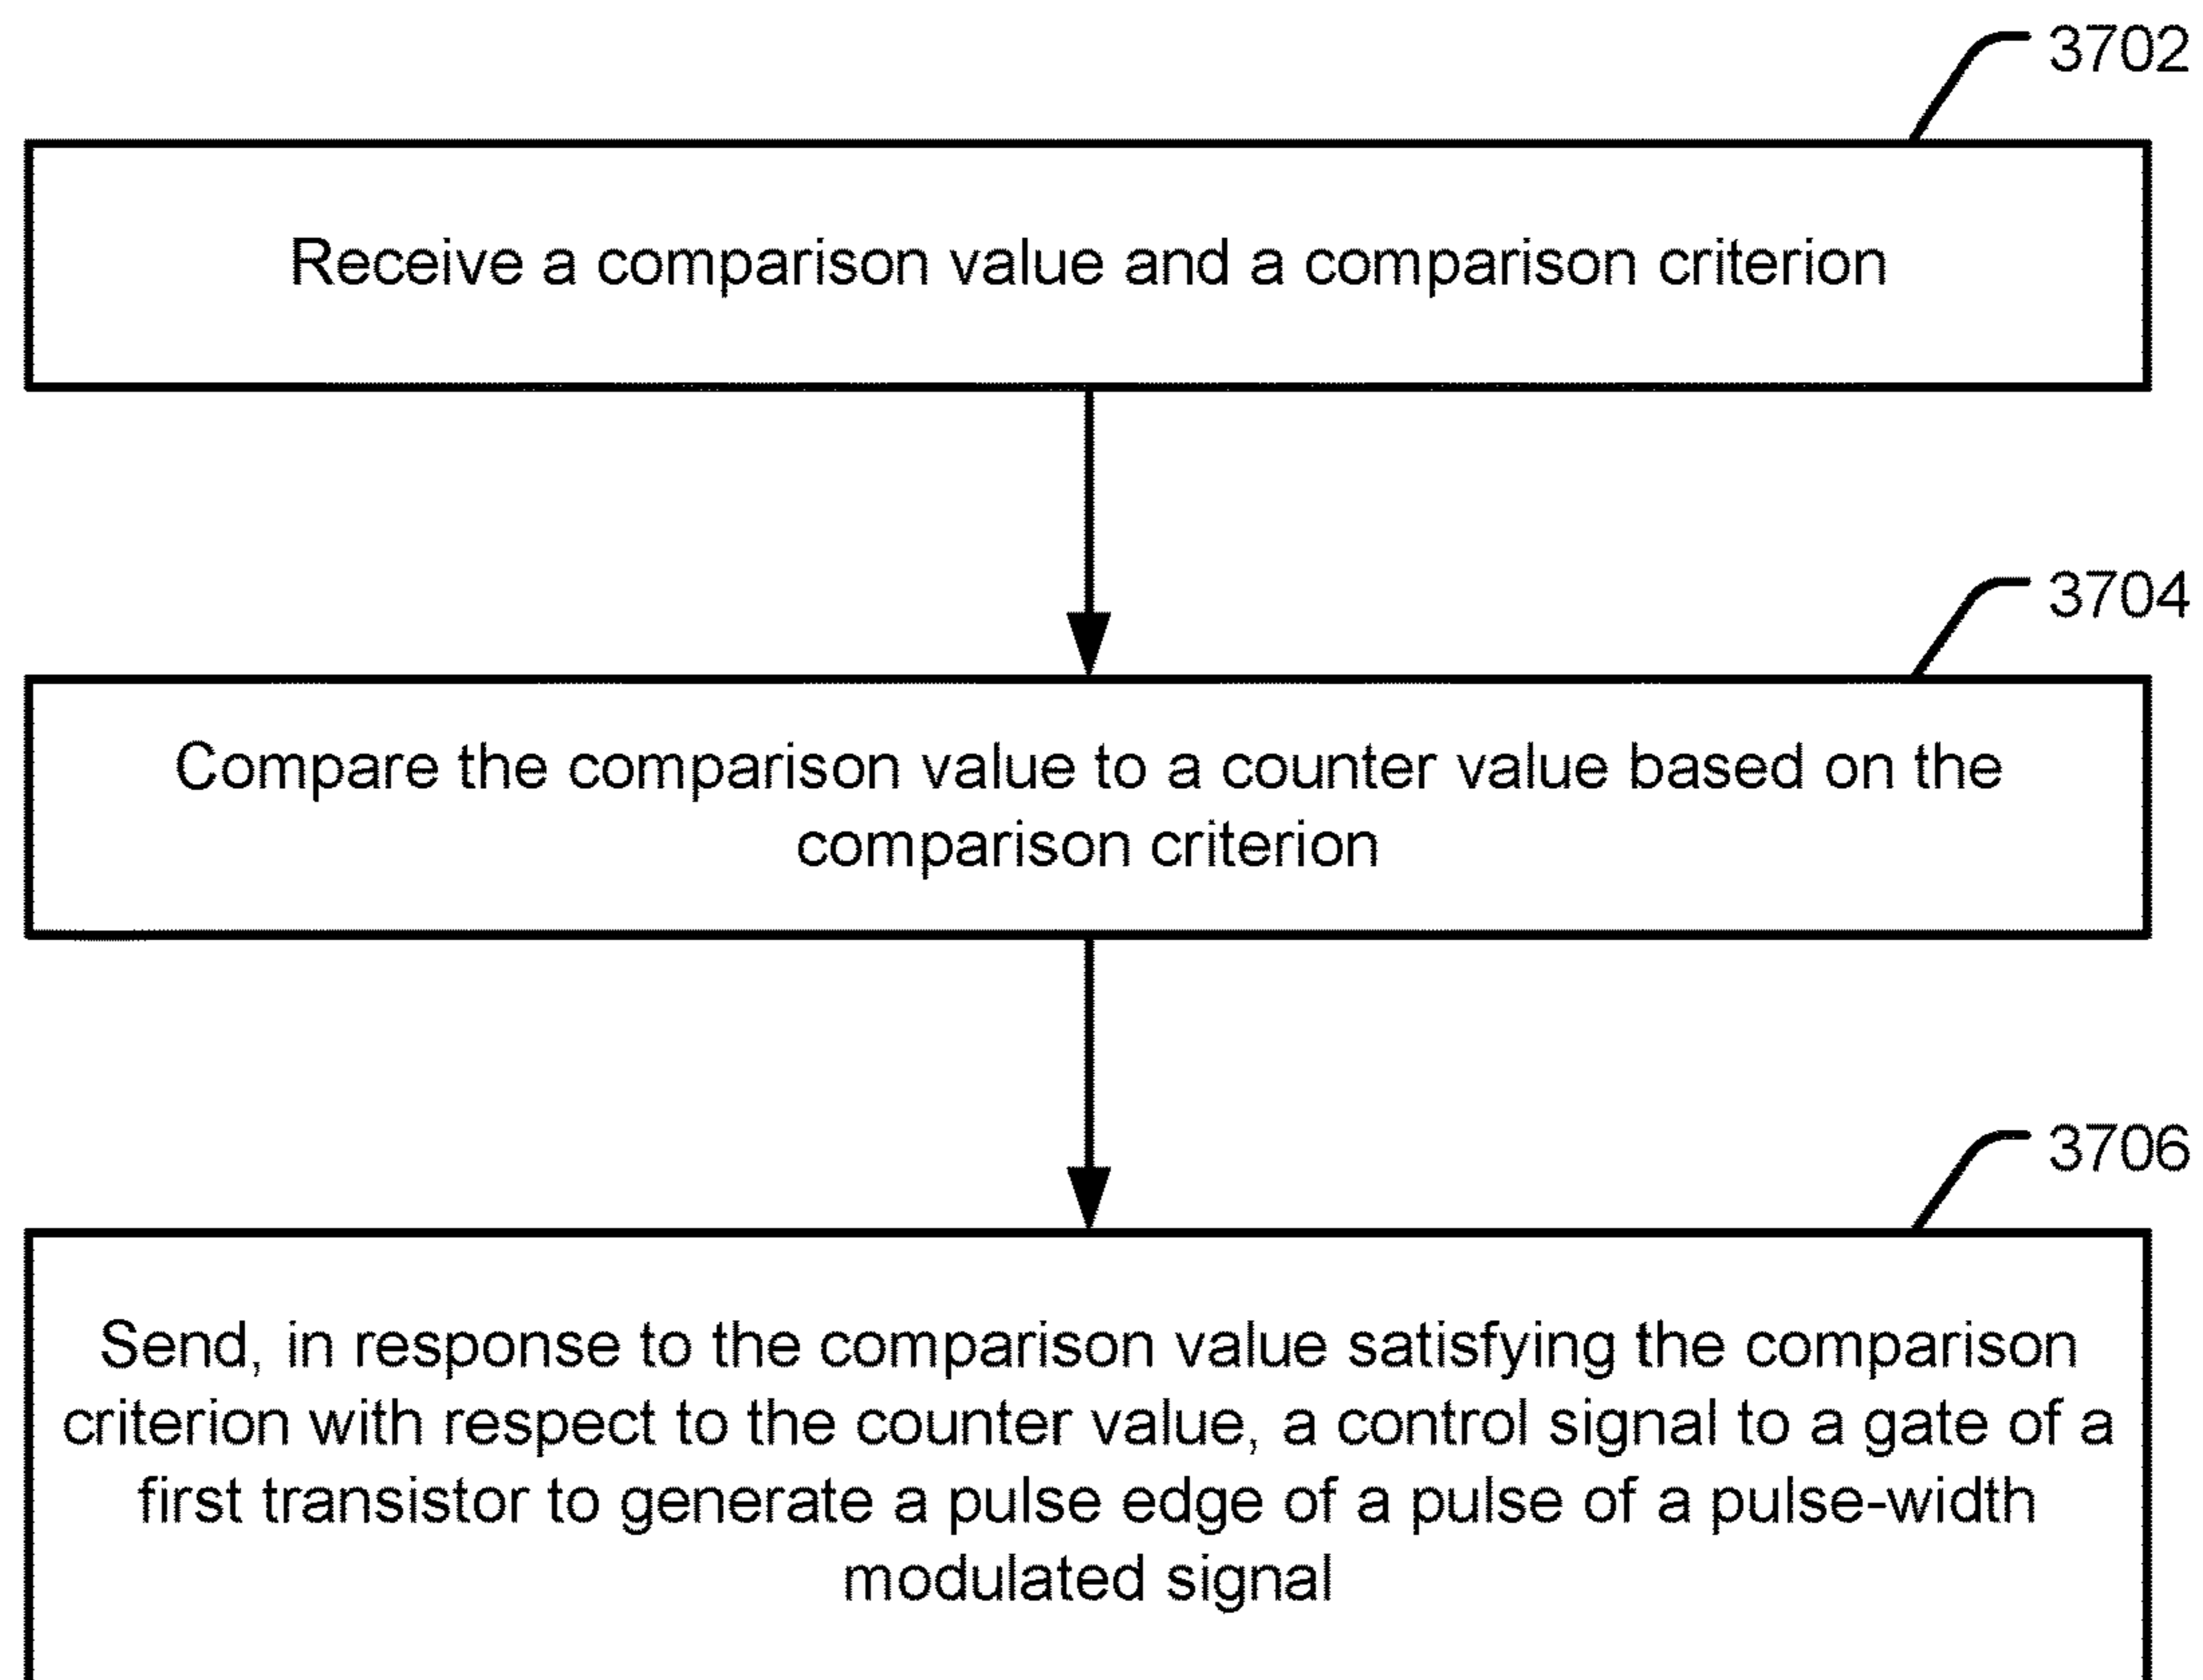 3702
Receive a comparison value and a comparison criterion
3704
Compare the comparison value to a counter value based on the
comparison criterion
3706
Send, in response to the comparison value satisfying the comparison
criterion with respect to the counter value, a control signal to a gate of a
first transistor to generate a pulse edge of a pulse of a pulse-width
modulated signal